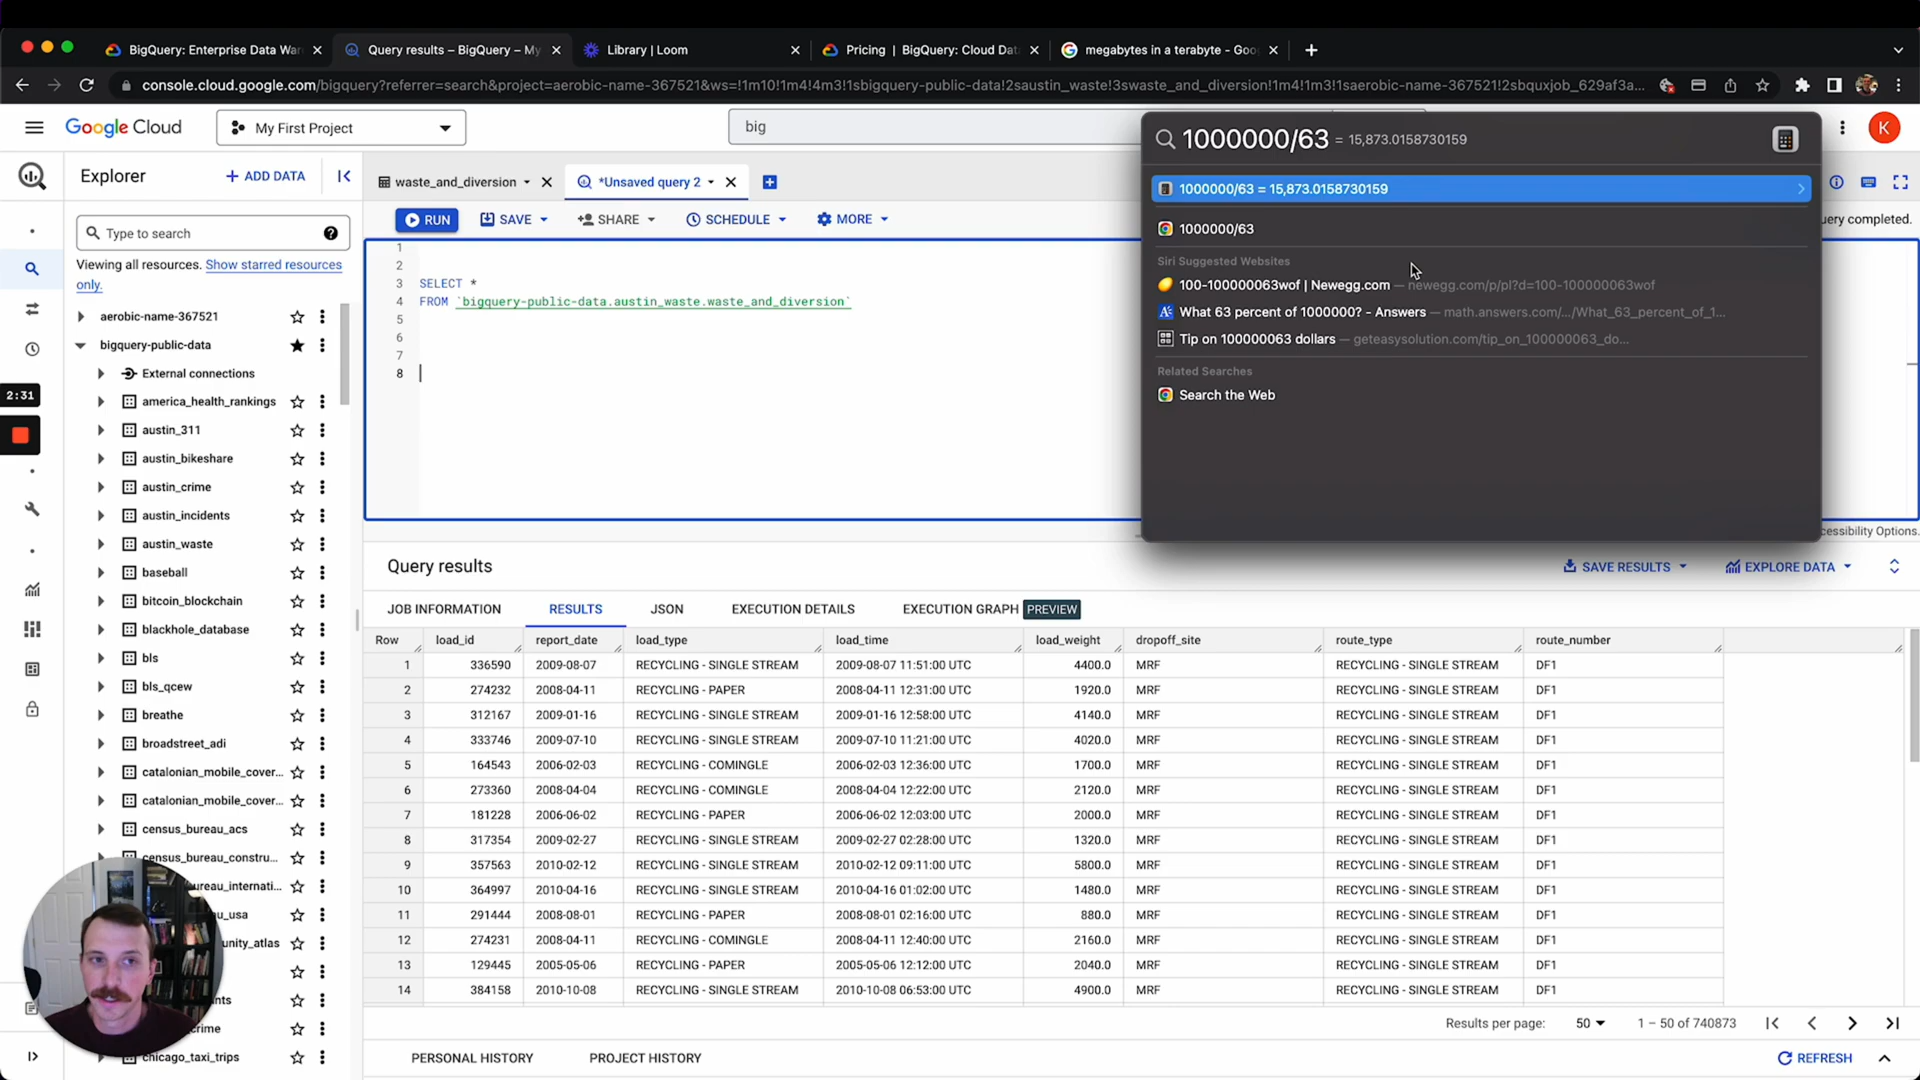 BigQuery: Enterprise Data War
Query results – BigQuery – My
Library | Loom
Pricing | BigQuery: Cloud Dat
megabytes in a terabyte - Goo
console.cloud.google.com/bigquery?referrer=search&project=aerobic-name-367521&ws=!1m10!1m4!4m3!1sbigquery-public-data!2saustin_waste!3swaste_and_diversion!1m4!1m3!1saerobic-name-367521!2sbquxjob_629af3a...
Google Cloud
My First Project
big
K
1000000/63 = 15,873.0158730159
1000000/63 = 15,873.0158730159
1000000/63
Siri Suggested Websites
100-100000063wof | Newegg.com — newegg.com/p/pl?d=100-100000063wof
What 63 percent of 1000000? - Answers — math.answers.com/.../What_63_percent_of_1...
Tip on 100000063 dollars — geteasysolution.com/tip_on_100000063_do...
Related Searches
Search the Web
Explorer
+ ADD DATA
Type to search
Viewing all resources. Show starred resources
only.
aerobic-name-367521
bigquery-public-data
External connections
america_health_rankings
austin_311
austin_bikeshare
austin_crime
austin_incidents
austin_waste
baseball
bitcoin_blockchain
blackhole_database
bls
bls_qcew
breathe
broadstreet_adi
catalonian_mobile_cover...
catalonian_mobile_cover...
census_bureau_acs
census_bureau_constru...
ureau_internati...
u_usa
unity_atlas
nts
rime
chicago_taxi_trips
2:31
waste_and_diversion
*Unsaved query 2
RUN
SAVE
SHARE
SCHEDULE
MORE
uery completed.
1
2
3 SELECT *
4 FROM `bigquery-public-data.austin_waste.waste_and_diversion`
5
6
7
8
cessibility Options.
Query results
SAVE RESULTS
EXPLORE DATA
JOB INFORMATION
RESULTS
JSON
EXECUTION DETAILS
EXECUTION GRAPH PREVIEW
Row load_id report_date load_type load_time load_weight dropoff_site route_type route_number
1 336590 2009-08-07 RECYCLING - SINGLE STREAM 2009-08-07 11:51:00 UTC 4400.0 MRF RECYCLING - SINGLE STREAM DF1
2 274232 2008-04-11 RECYCLING - PAPER 2008-04-11 12:31:00 UTC 1920.0 MRF RECYCLING - SINGLE STREAM DF1
3 312167 2009-01-16 RECYCLING - SINGLE STREAM 2009-01-16 12:58:00 UTC 4140.0 MRF RECYCLING - SINGLE STREAM DF1
4 333746 2009-07-10 RECYCLING - SINGLE STREAM 2009-07-10 11:21:00 UTC 4020.0 MRF RECYCLING - SINGLE STREAM DF1
5 164543 2006-02-03 RECYCLING - COMINGLE 2006-02-03 12:36:00 UTC 1700.0 MRF RECYCLING - SINGLE STREAM DF1
6 273360 2008-04-04 RECYCLING - COMINGLE 2008-04-04 12:22:00 UTC 2120.0 MRF RECYCLING - SINGLE STREAM DF1
7 181228 2006-06-02 RECYCLING - PAPER 2006-06-02 12:03:00 UTC 2000.0 MRF RECYCLING - SINGLE STREAM DF1
8 317354 2009-02-27 RECYCLING - SINGLE STREAM 2009-02-27 02:28:00 UTC 1320.0 MRF RECYCLING - SINGLE STREAM DF1
9 357563 2010-02-12 RECYCLING - SINGLE STREAM 2010-02-12 09:11:00 UTC 5800.0 MRF RECYCLING - SINGLE STREAM DF1
10 364997 2010-04-16 RECYCLING - SINGLE STREAM 2010-04-16 01:02:00 UTC 1480.0 MRF RECYCLING - SINGLE STREAM DF1
11 291444 2008-08-01 RECYCLING - PAPER 2008-08-01 02:16:00 UTC 880.0 MRF RECYCLING - SINGLE STREAM DF1
12 274231 2008-04-11 RECYCLING - COMINGLE 2008-04-11 12:40:00 UTC 2160.0 MRF RECYCLING - SINGLE STREAM DF1
13 129445 2005-05-06 RECYCLING - PAPER 2005-05-06 12:12:00 UTC 2040.0 MRF RECYCLING - SINGLE STREAM DF1
14 384158 2010-10-08 RECYCLING - SINGLE STREAM 2010-10-08 06:53:00 UTC 4900.0 MRF RECYCLING - SINGLE STREAM DF1
Results per page: 50 1 – 50 of 740873
PERSONAL HISTORY
PROJECT HISTORY
REFRESH